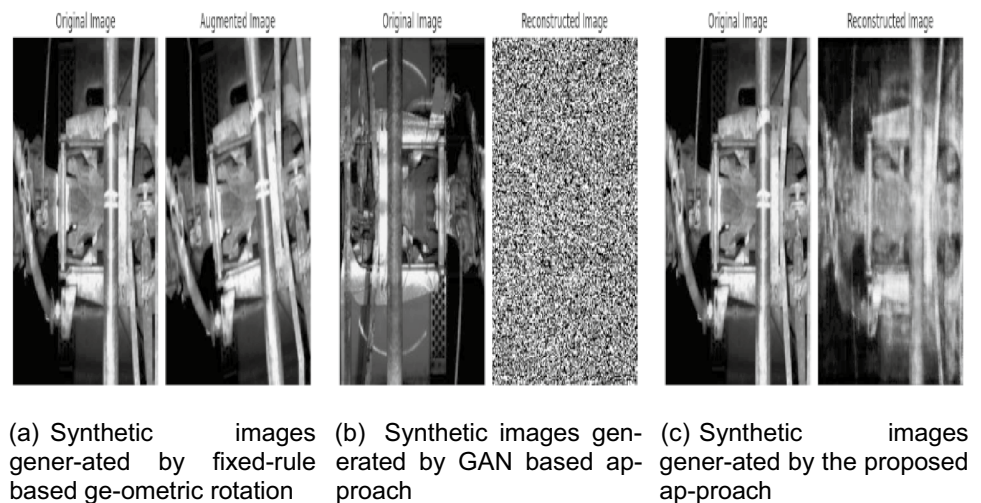 Original Image Augmented Image Original Image Reconstructed Image Original Image Reconstructed Image
(a) Synthetic images
gener-ated by fixed-rule
based ge-ometric rotation
(b) Synthetic images gen-
erated by GAN based ap-
proach
(c) Synthetic images
gener-ated by the proposed
ap-proach